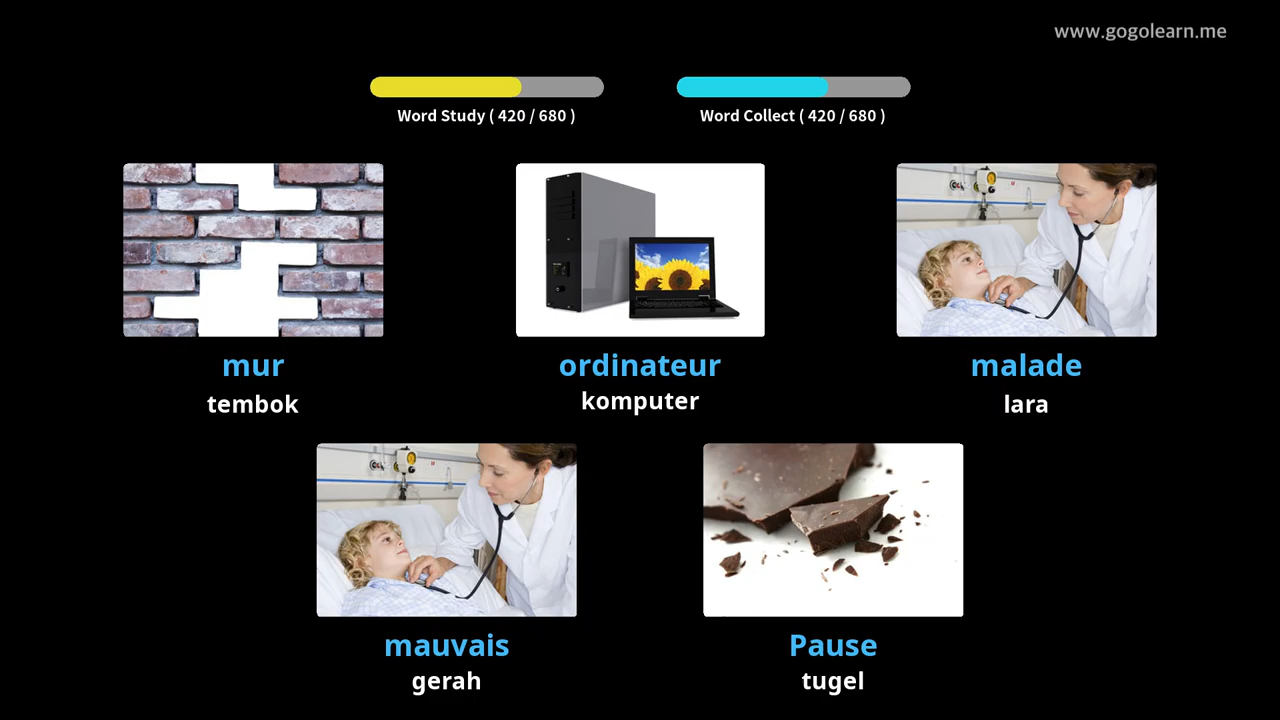 www.gogolearn.me
Word Study ( 420 / 680 )
Word Collect ( 420 / 680 )
mur
tembok
ordinateur
komputer
malade
lara
mauvais
gerah
Pause
tugel